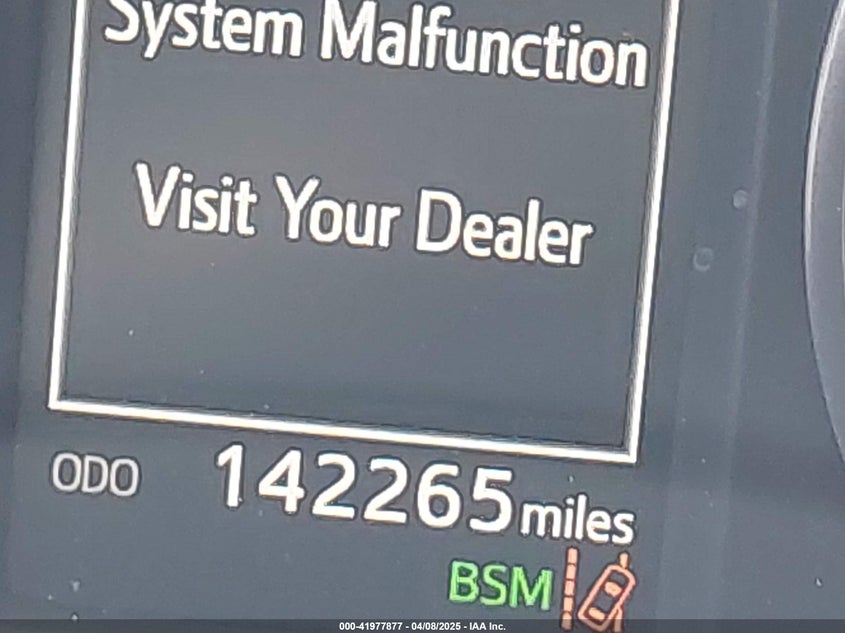 System Malfunction
Visit Your Dealer
ODO 142265 miles
BSM
000-41977877 - 04/08/2025 - IAA Inc.